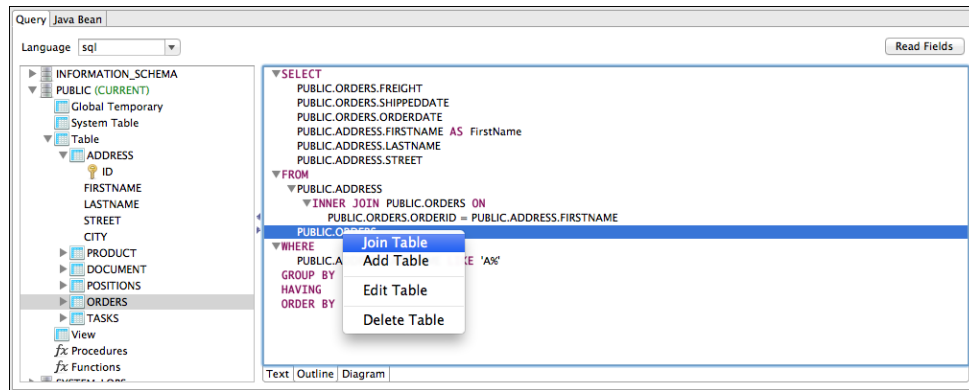 Query Java Bean
Language sql
Read Fields
INFORMATION_SCHEMA
PUBLIC (CURRENT)
Global Temporary
System Table
Table
ADDRESS
ID
FIRSTNAME
LASTNAME
STREET
CITY
PRODUCT
DOCUMENT
POSITIONS
ORDERS
TASKS
View
fx Procedures
fx Functions
SELECT
PUBLIC.ORDERS.FREIGHT
PUBLIC.ORDERS.SHIPPEDDATE
PUBLIC.ORDERS.ORDERDATE
PUBLIC.ADDRESS.FIRSTNAME AS FirstName
PUBLIC.ADDRESS.LASTNAME
PUBLIC.ADDRESS.STREET
FROM
PUBLIC.ADDRESS
INNER JOIN PUBLIC.ORDERS ON
PUBLIC.ORDERS.ORDERID = PUBLIC.ADDRESS.FIRSTNAME
PUBLIC.ORDERS
WHERE
PUBLIC.A 'A%'
GROUP BY
HAVING
ORDER BY
Join Table
Add Table
Edit Table
Delete Table
Text Outline Diagram